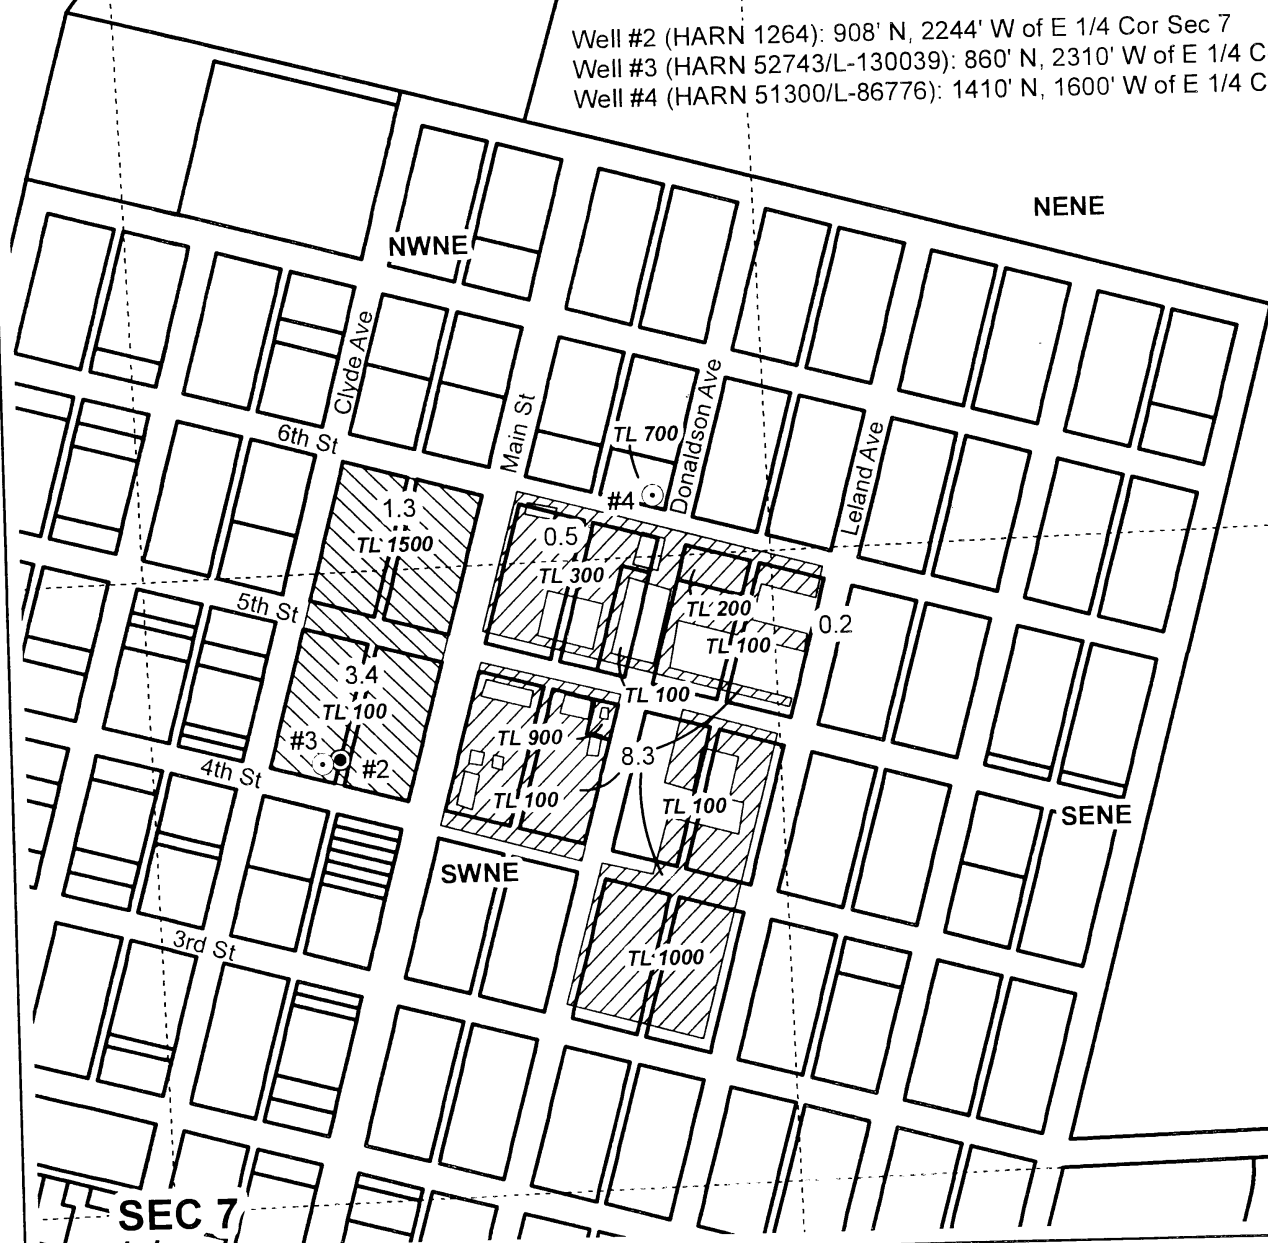 Well #2 (HARN 1264): 908' N, 2244' W of E 1/4 Cor Sec 7
Well #3 (HARN 52743/L-130039): 860' N, 2310' W of E 1/4 C
Well #4 (HARN 51300/L-86776): 1410' N, 1600' W of E 1/4 C
NENE
NWNE
Clyde Ave
Main St
Donaldson Ave
Leland Ave
6th St
TL 700
#4
1.3
TL 1500
0.5
TL 300
TL 200
TL 100
0.2
5th St
3.4
TL 100
#3
#2
TL 100
TL 900
8.3
TL 100
TL 100
4th St
SENE
SWNE
3rd St
TL 1000
SEC 7